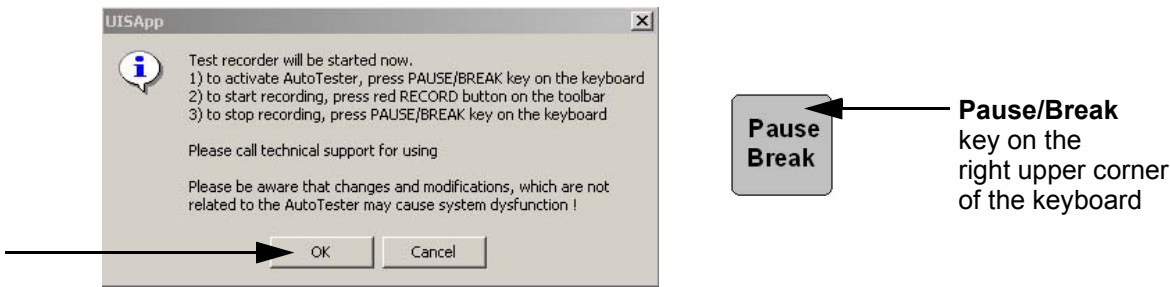 UISApp
Test recorder will be started now.
1) to activate AutoTester, press PAUSE/BREAK key on the keyboard
2) to start recording, press red RECORD button on the toolbar
3) to stop recording, press PAUSE/BREAK key on the keyboard
Please call technical support for using
Please be aware that changes and modifications, which are not
related to the AutoTester may cause system dysfunction !
OK
Cancel
Pause
Break
Pause/Break
key on the
right upper corner
of the keyboard